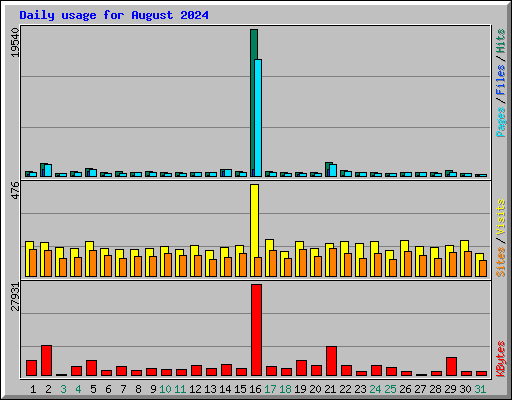 Daily usage for August 2024
19540
Pages / Files / Hits
476
Sites / Visits
27931
KBytes
1 2 3 4 5 6 7 8 9 10 11 12 13 14 15 16 17 18 19 20 21 22 23 24 25 26 27 28 29 30 31